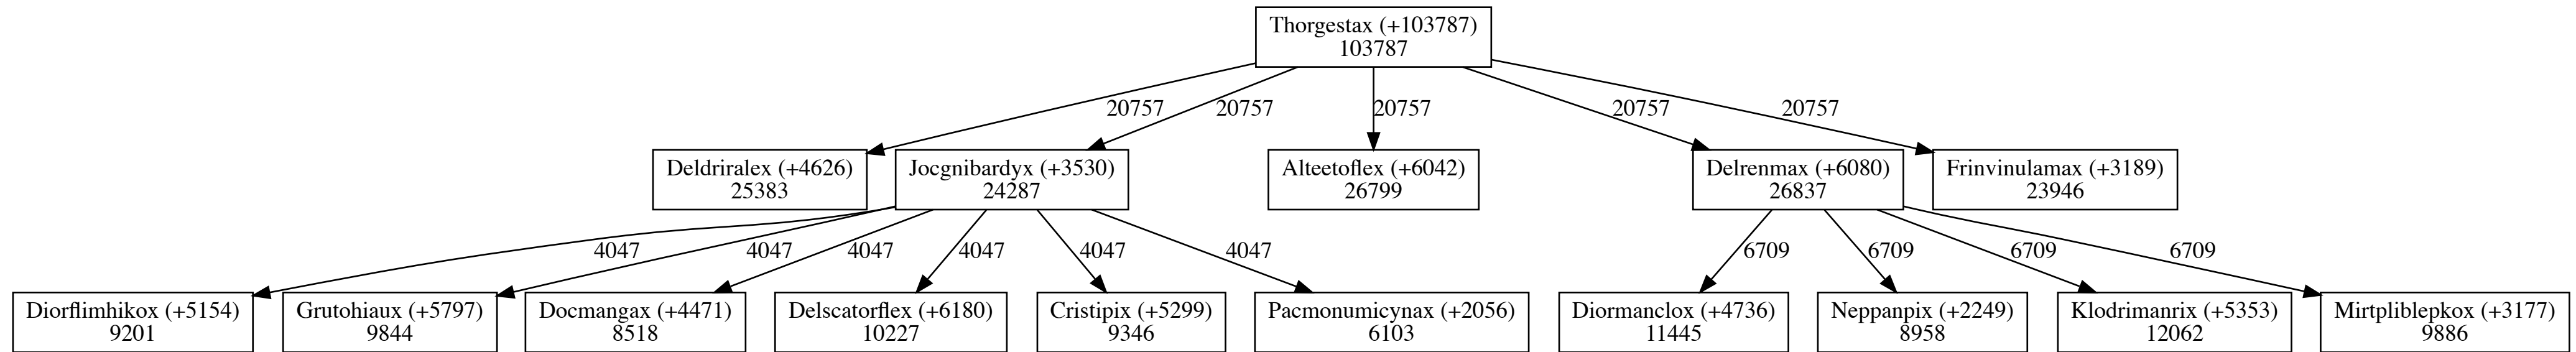 Thorgestax (+103787)
103787
20757
20757
20757
20757
20757
Deldriralex (+4626)
25383
Jocgnibardyx (+3530)
24287
Alteetoflex (+6042)
26799
Delrenmax (+6080)
26837
Frinvinulamax (+3189)
23946
4047
4047
4047
4047
4047
4047
6709
6709
6709
6709
Diorflimhikox (+5154)
9201
Grutohiaux (+5797)
9844
Docmangax (+4471)
8518
Delscatorflex (+6180)
10227
Cristipix (+5299)
9346
Pacmonumicynax (+2056)
6103
Diormanclox (+4736)
11445
Neppanpix (+2249)
8958
Klodrimanrix (+5353)
12062
Mirtpliblepkox (+3177)
9886